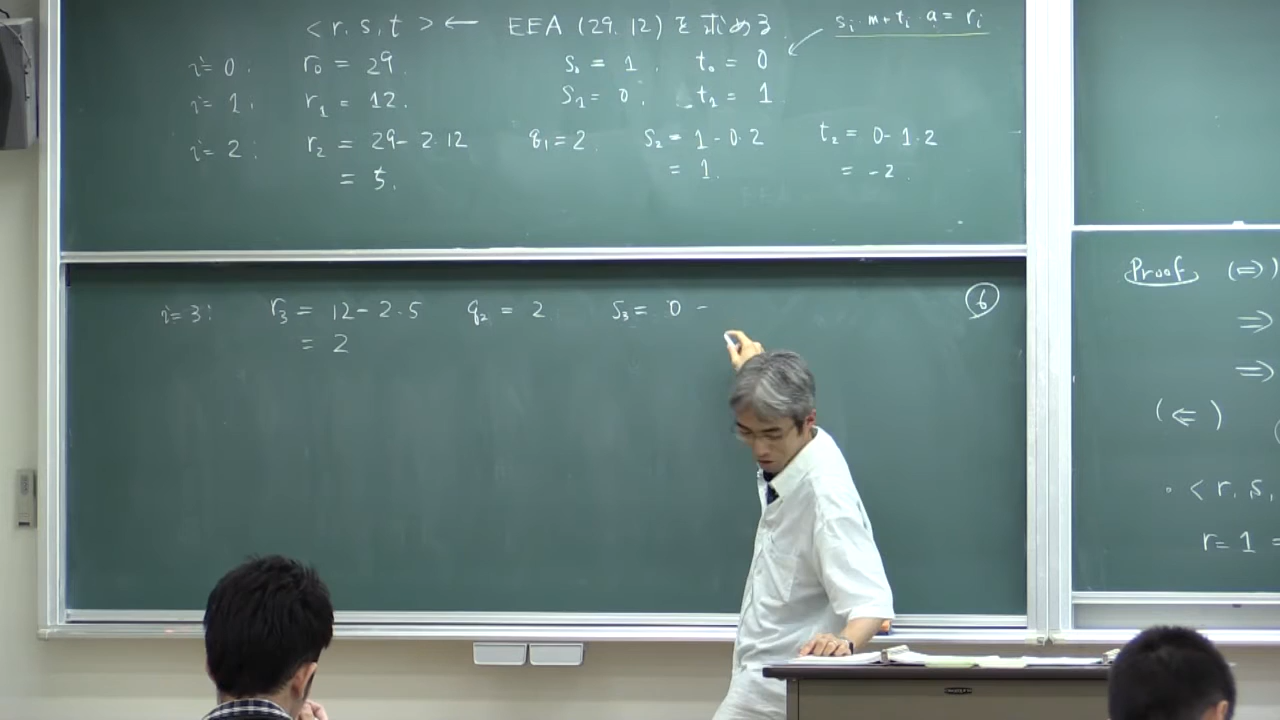 <r, s, t> ← EEA (29, 12) を求める. s_i・m + t_i・a = r_i
i=0. r_0 = 29. s_0 = 1, t_0 = 0
i=1, r_1 = 12. s_1 = 0, t_1 = 1
i=2: r_2 = 29 - 2・12 q_1 = 2. s_2 = 1 - 0・2 t_2 = 0 - 1・2
= 5. = 1. = -2.
i=3: r_3 = 12 - 2・5 q_2 = 2 s_3 = 0 - ⑥
= 2
Proof (⇒)
⇒
⇒
(⇐)
・<r, s,
r=1 =